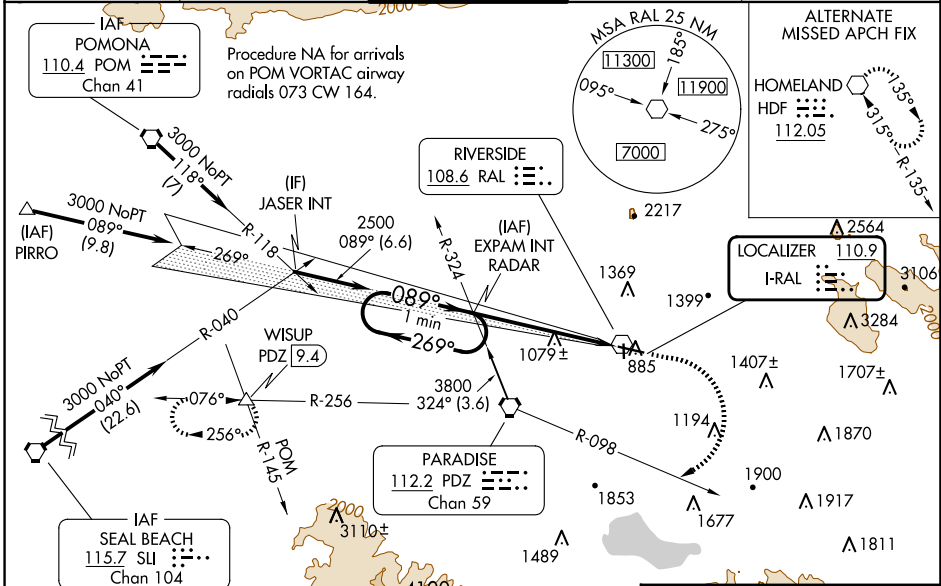 2000
IAF
POMONA
110.4 POM
Chan 41
Procedure NA for arrivals
on POM VORTAC airway
radials 073 CW 164.
MSA RAL 25 NM
11300
185°
095°
11900
275°
7000
ALTERNATE
MISSED APCH FIX
HOMELAND
HDF
112.05
135°
315°
R-135
3000 NoPT
118°
(7)
RIVERSIDE
108.6 RAL
(IF)
JASER INT
2500
089° (6.6)
(IAF)
EXPAM INT
RADAR
2217
2564
3000 NoPT
089°
(9.8)
(IAF)
PIRRO
269°
R-118
R-324
LOCALIZER 110.9
I-RAL
3106
2000
1369
1399
3284
089°
1 min
269°
1079±
885
1407±
1707±
R-040
WISUP
PDZ 9.4
3000 NoPT
040°
(22.6)
076°
256°
R-256
3800
324° (3.6)
1194
1870
POM
R-145
R-098
PARADISE
112.2 PDZ
Chan 59
1853
1900
1677
1917
IAF
SEAL BEACH
115.7 SLI
Chan 104
2000
3110±
1489
1811